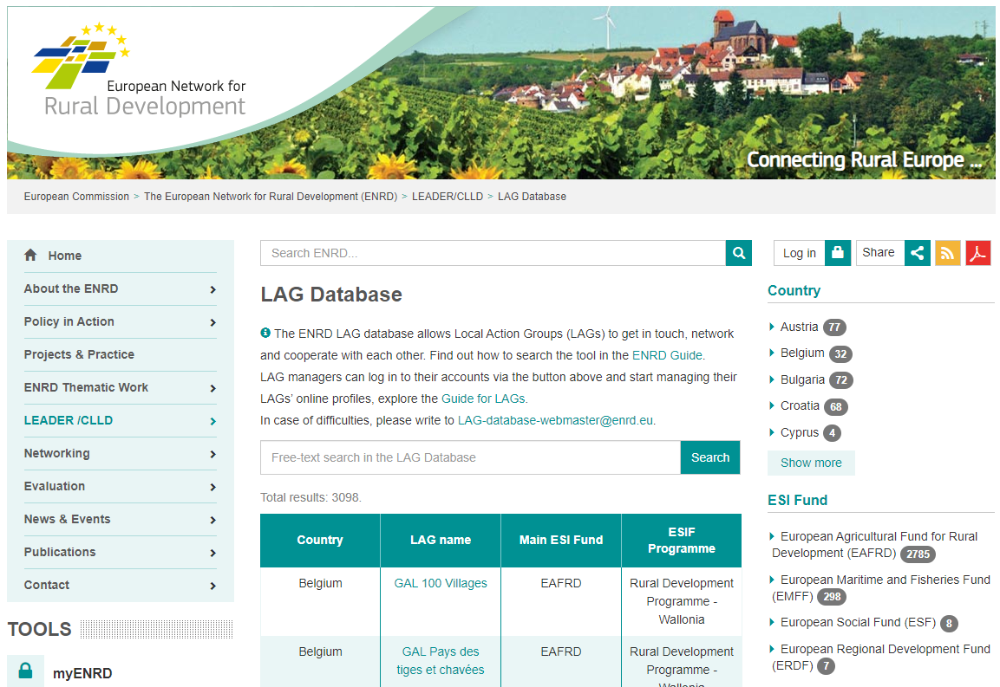 European Network for
Rural Development
Connecting Rural Europe ...
European Commission > The European Network for Rural Development (ENRD) > LEADER/CLLD > LAG Database
Home
About the ENRD
Policy in Action
Projects & Practice
ENRD Thematic Work
LEADER /CLLD
Networking
Evaluation
News & Events
Publications
Contact
TOOLS
myENRD
Search ENRD...
LAG Database
The ENRD LAG database allows Local Action Groups (LAGs) to get in touch, network
and cooperate with each other. Find out how to search the tool in the ENRD Guide.
LAG managers can log in to their accounts via the button above and start managing their
LAGs' online profiles, explore the Guide for LAGs.
In case of difficulties, please write to LAG-database-webmaster@enrd.eu.
Free-text search in the LAG Database Search
Total results: 3098.
Country LAG name Main ESI Fund ESIF
Programme
Belgium GAL 100 Villages EAFRD Rural Development
Programme -
Wallonia
Belgium GAL Pays des EAFRD Rural Development
tiges et chavées Programme -
Wallonia
Log in Share
Country
Austria 77
Belgium 32
Bulgaria 72
Croatia 68
Cyprus 4
Show more
ESI Fund
European Agricultural Fund for Rural
Development (EAFRD) 2785
European Maritime and Fisheries Fund
(EMFF) 298
European Social Fund (ESF) 8
European Regional Development Fund
(ERDF) 7